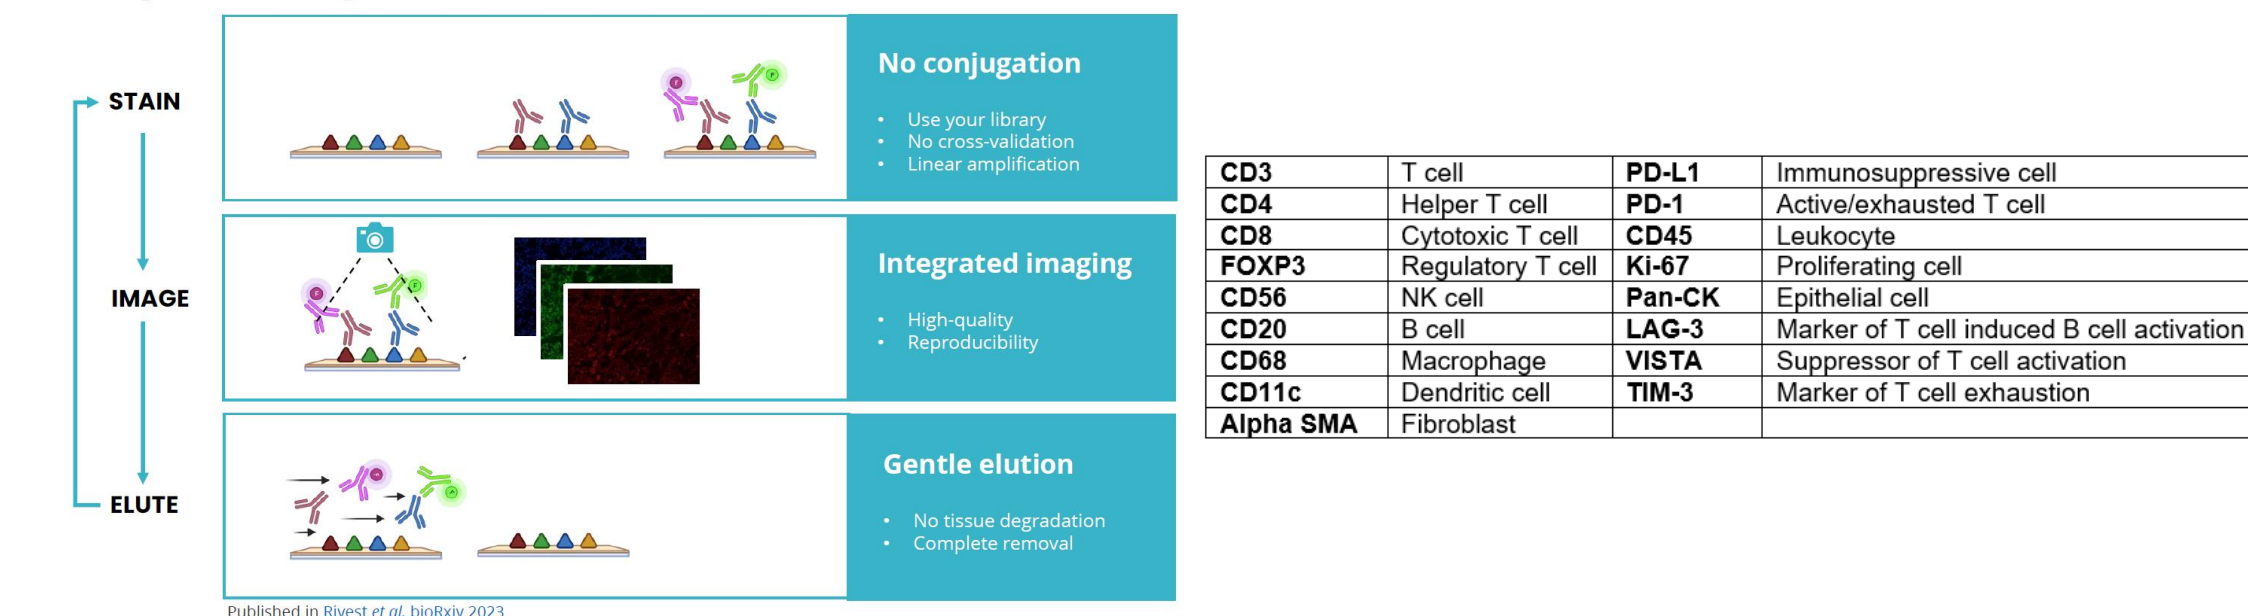 STAIN
IMAGE
ELUTE
No conjugation
• Use your library
• No cross-validation
• Linear amplification
Integrated imaging
• High-quality
• Reproducibility
Gentle elution
• No tissue degradation
• Complete removal
Published in Rivest et al. bioRxiv 2023
CD3 T cell PD-L1 Immunosuppressive cell
CD4 Helper T cell PD-1 Active/exhausted T cell
CD8 Cytotoxic T cell CD45 Leukocyte
FOXP3 Regulatory T cell Ki-67 Proliferating cell
CD56 NK cell Pan-CK Epithelial cell
CD20 B cell LAG-3 Marker of T cell induced B cell activation
CD68 Macrophage VISTA Suppressor of T cell activation
CD11c Dendritic cell TIM-3 Marker of T cell exhaustion
Alpha SMA Fibroblast